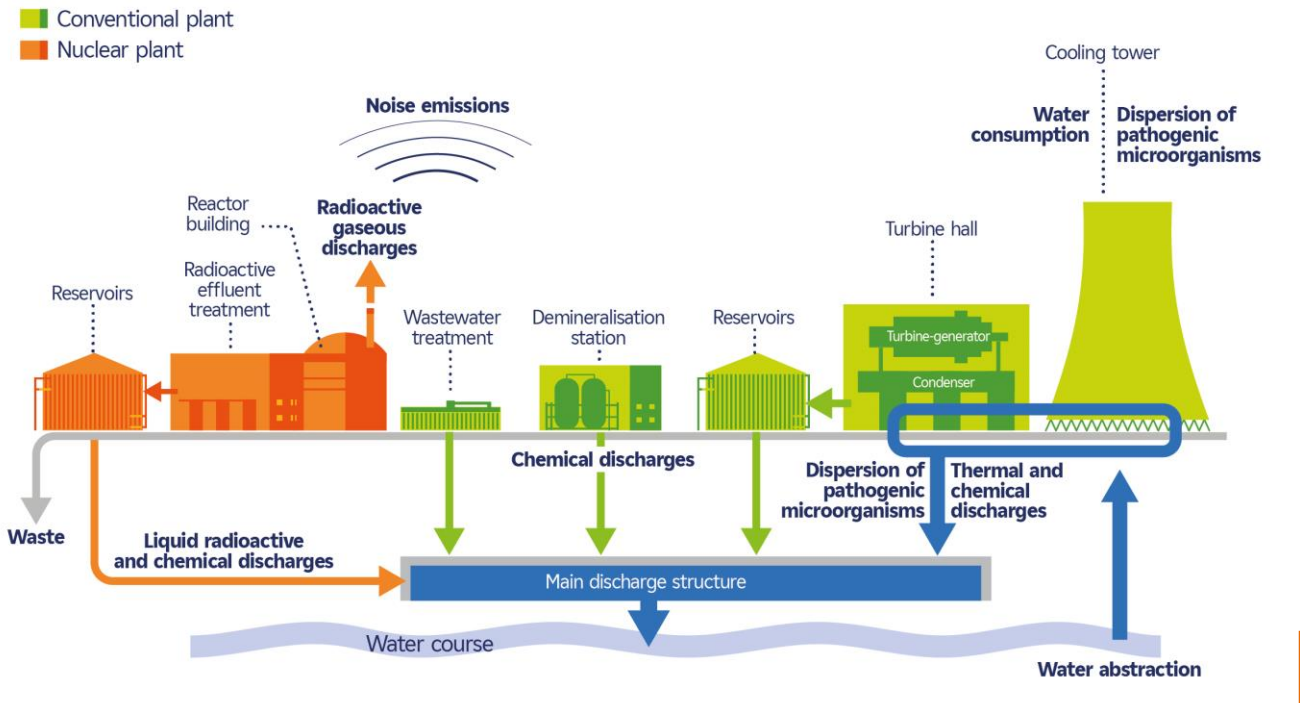 Conventional plant
Nuclear plant
Cooling tower
Noise emissions
Water
consumption
Dispersion of
pathogenic
microorganisms
Reactor
building
Radioactive
gaseous
discharges
Turbine hall
Radioactive
effluent
treatment
Reservoirs
Wastewater
treatment
Demineralisation
station
Reservoirs
Turbine-generator
Condenser
Chemical discharges
Dispersion of
pathogenic
microorganisms
Thermal and
chemical
discharges
Waste
Liquid radioactive
and chemical discharges
Main discharge structure
Water course
Water abstraction